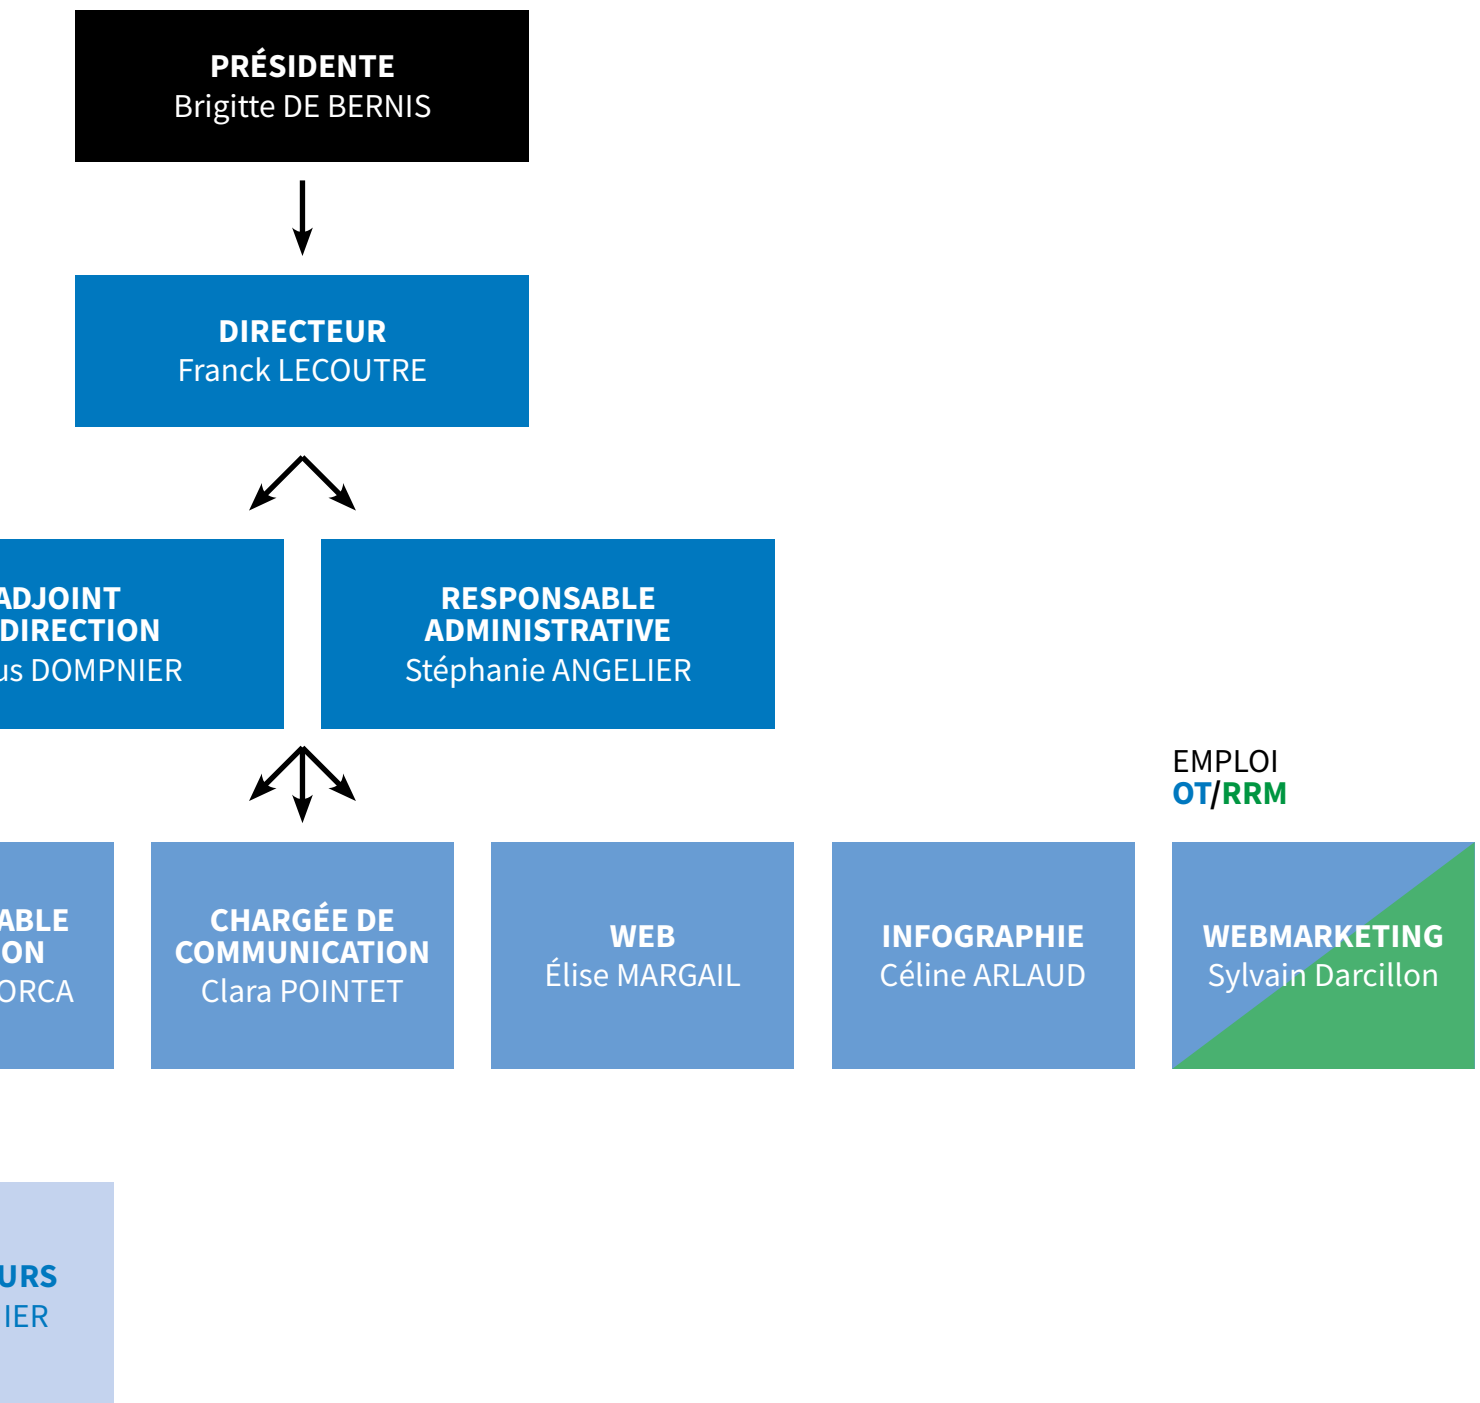 PRÉSIDENTE
Brigitte DE BERNIS
DIRECTEUR
Franck LECOUTRE
ADJOINT
DIRECTION
DOMPNIER
RESPONSABLE
ADMINISTRATIVE
Stéphanie ANGELIER
EMPLOI
OT/RRM
CHARGÉE DE
COMMUNICATION
Clara POINTET
WEB
Élise MARGAIL
INFOGRAPHIE
Céline ARLAUD
WEBMARKETING
Sylvain Darcillon